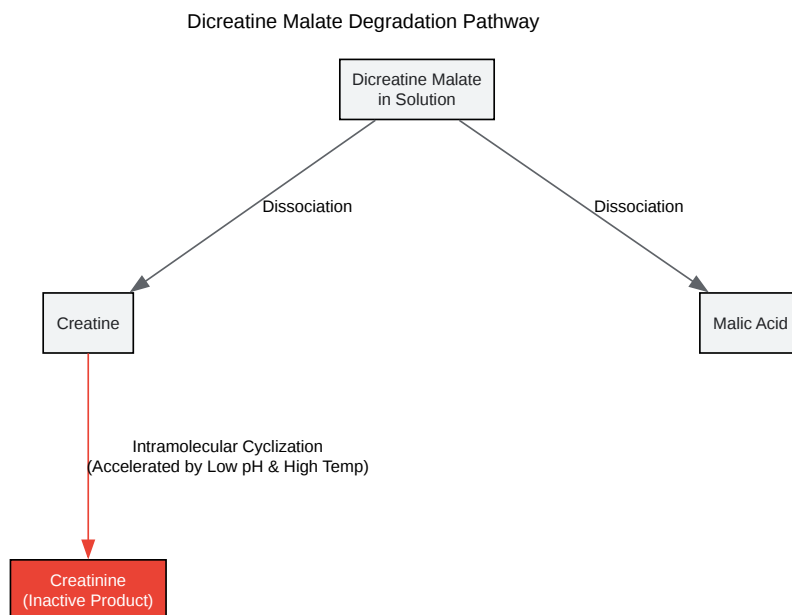 Dicreatine Malate Degradation Pathway
Dicreatine Malate
in Solution
Dissociation
Dissociation
Creatine
Malic Acid
Intramolecular Cyclization
(Accelerated by Low pH & High Temp)
Creatinine
(Inactive Product)